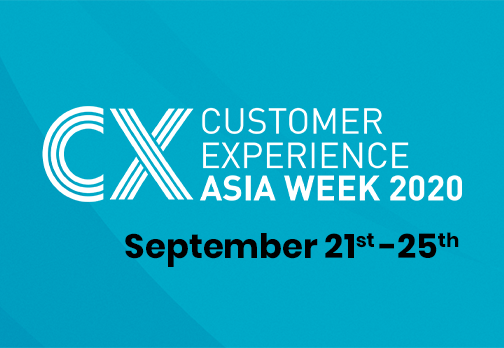 CX
CUSTOMER
EXPERIENCE
ASIA WEEK 2020
September 21st - 25th